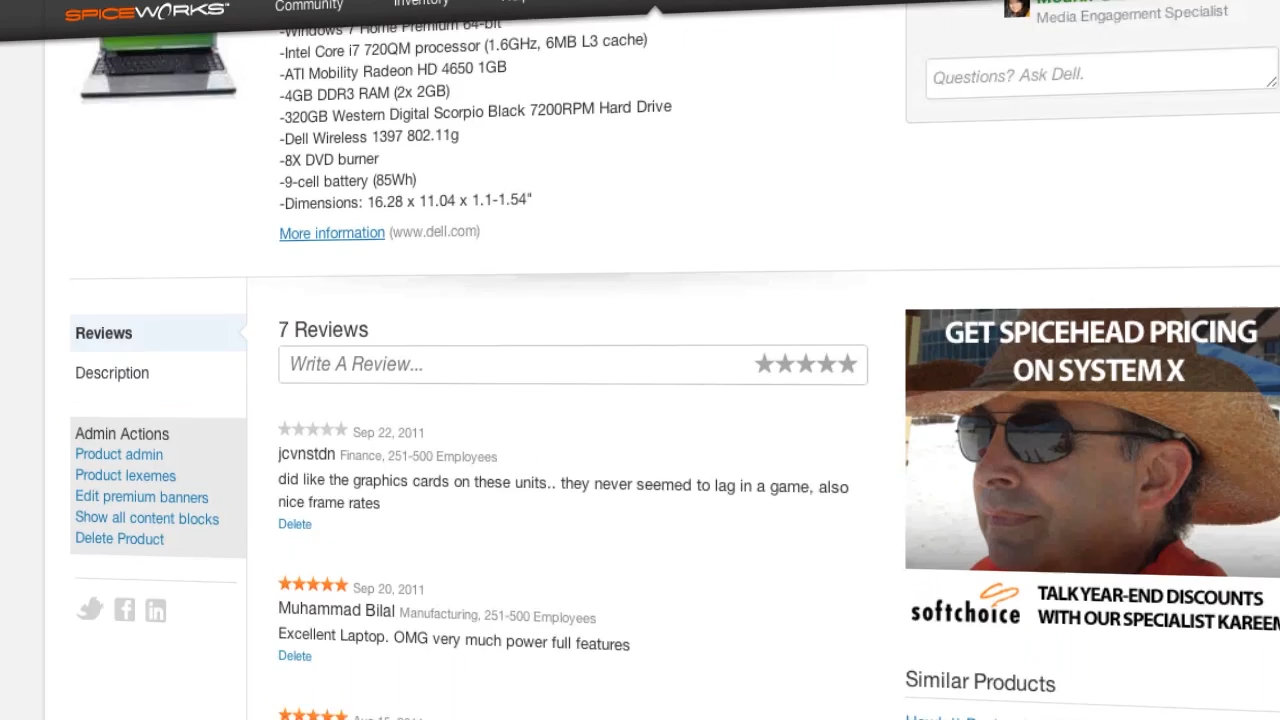 SPICEWORKS
Community
Inventory
-Windows 7 Home Premium 64-bit
-Intel Core i7 720QM processor (1.6GHz, 6MB L3 cache)
-ATI Mobility Radeon HD 4650 1GB
-4GB DDR3 RAM (2x 2GB)
-320GB Western Digital Scorpio Black 7200RPM Hard Drive
-Dell Wireless 1397 802.11g
-8X DVD burner
-9-cell battery (85Wh)
-Dimensions: 16.28 x 11.04 x 1.1-1.54"
More information (www.dell.com)
Media Engagement Specialist
Questions? Ask Dell.
Reviews
Description
Admin Actions
Product admin
Product lexemes
Edit premium banners
Show all content blocks
Delete Product
7 Reviews
Write A Review...
Sep 22, 2011
jcvnstdn Finance, 251-500 Employees
did like the graphics cards on these units.. they never seemed to lag in a game, also
nice frame rates
Delete
Sep 20, 2011
Muhammad Bilal Manufacturing, 251-500 Employees
Excellent Laptop. OMG very much power full features
Delete
GET SPICEHEAD PRICING
ON SYSTEM X
softchoice
TALK YEAR-END DISCOUNTS
WITH OUR SPECIALIST KAREEM
Similar Products